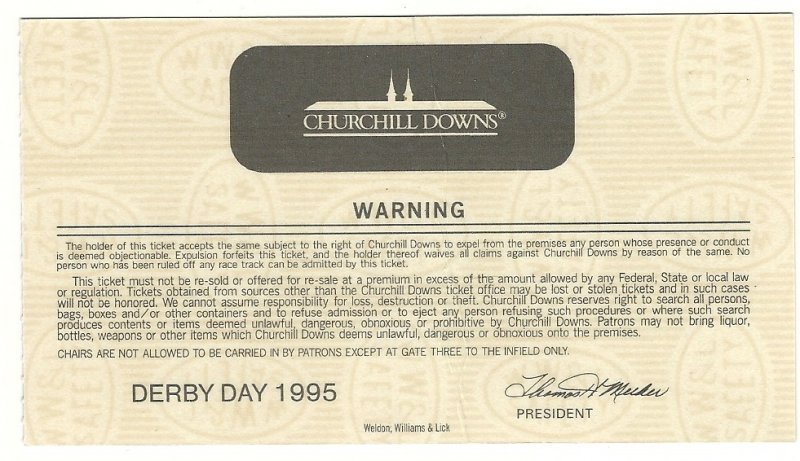 CHURCHILL DOWNS®
WARNING
The holder of this ticket accepts the same subject to the right of Churchill Downs to expel from the premises any person whose presence or conduct
is deemed objectionable. Expulsion forfeits this ticket, and the holder thereof waives all claims against Churchill Downs by reason of the same. No
person who has been ruled off any race track can be admitted by this ticket.
This ticket must not be re-sold or offered for re-sale at a premium in excess of the amount allowed by any Federal, State or local law
or regulation. Tickets obtained from sources other than the Churchill Downs ticket office may be lost or stolen tickets and in such cases
will not be honored. We cannot assume responsibility for loss, destruction or theft. Churchill Downs reserves right to search all persons,
bags, boxes and/or other containers and to refuse admission or to eject any person refusing such procedures or where such search
produces contents or items deemed unlawful, dangerous, obnoxious or prohibitive by Churchill Downs. Patrons may not bring liquor,
bottles, weapons or other items which Churchill Downs deems unlawful, dangerous or obnoxious onto the premises.
CHAIRS ARE NOT ALLOWED TO BE CARRIED IN BY PATRONS EXCEPT AT GATE THREE TO THE INFIELD ONLY.
DERBY DAY 1995
Thomas H Meeker
PRESIDENT
Weldon, Williams & Lick